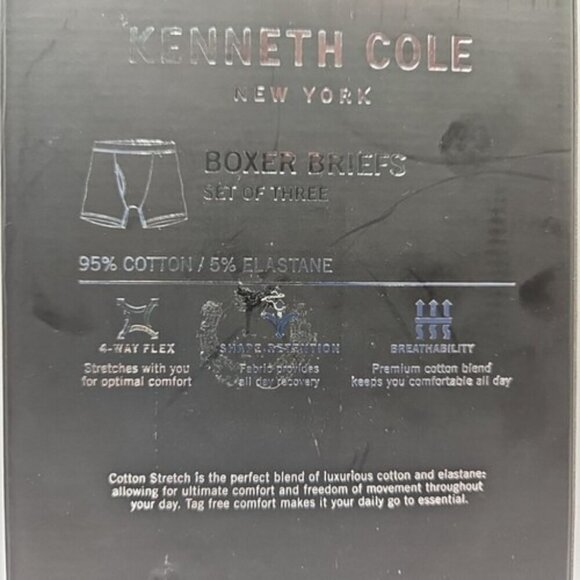 KENNETH COLE
NEW YORK
BOXER BRIEFS
SET OF THREE
95% COTTON / 5% ELASTANE
4-WAY FLEX
Stretches with you
for optimal comfort
SHAPE RETENTION
Fabric provides
all day recovery
BREATHABILITY
Premium cotton blend
keeps you comfortable all day
Cotton Stretch is the perfect blend of luxurious cotton and elastane;
allowing for ultimate comfort and freedom of movement throughout
your day. Tag free comfort makes it your daily go to essential.